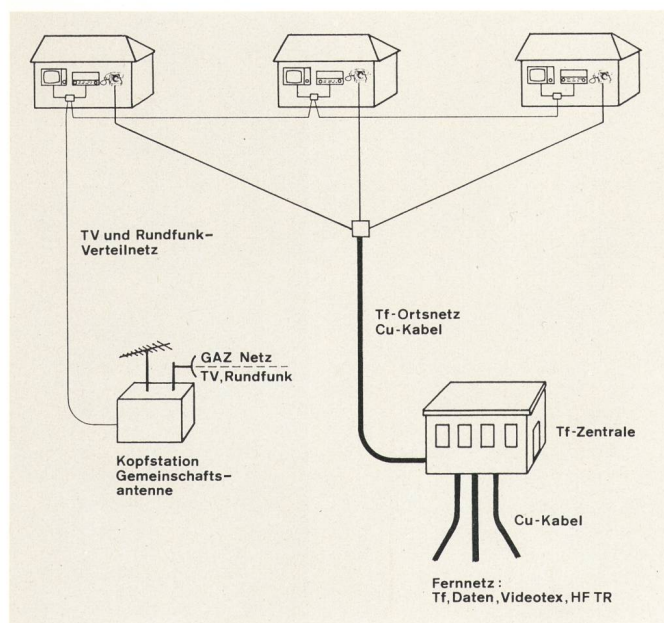 TV und Rundfunk-
Verteilnetz
Tf-Ortsnetz
Cu-Kabel
GAZ Netz
TV,Rundfunk
Tf-Zentrale
Kopfstation
Gemeinschafts-
antenne
Cu-Kabel
Fernnetz:
Tf, Daten, Videotex, HF TR